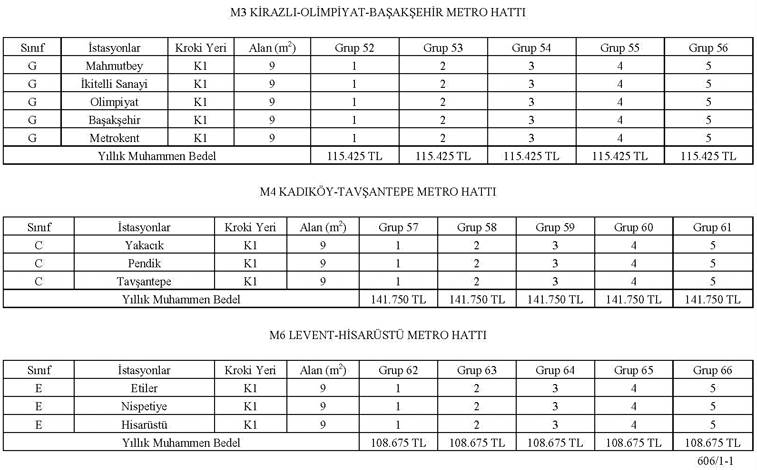 M3 KİRAZLI-OLİMPİYAT-BAŞAKŞEHİR METRO HATTI
Sınıf İstasyonlar Kroki Yeri Alan (m²) Grup 52 Grup 53 Grup 54 Grup 55 Grup 56
G Mahmutbey K1 9 1 2 3 4 5
G İkitelli Sanayi K1 9 1 2 3 4 5
G Olimpiyat K1 9 1 2 3 4 5
G Başakşehir K1 9 1 2 3 4 5
G Metrokent K1 9 1 2 3 4 5
Yıllık Muhammen Bedel 115.425 TL 115.425 TL 115.425 TL 115.425 TL 115.425 TL
M4 KADIKÖY-TAVŞANTEPE METRO HATTI
Sınıf İstasyonlar Kroki Yeri Alan (m²) Grup 57 Grup 58 Grup 59 Grup 60 Grup 61
C Yakacık K1 9 1 2 3 4 5
C Pendik K1 9 1 2 3 4 5
C Tavşantepe K1 9 1 2 3 4 5
Yıllık Muhammen Bedel 141.750 TL 141.750 TL 141.750 TL 141.750 TL 141.750 TL
M6 LEVENT-HİSARÜSTÜ METRO HATTI
Sınıf İstasyonlar Kroki Yeri Alan (m²) Grup 62 Grup 63 Grup 64 Grup 65 Grup 66
E Etiler K1 9 1 2 3 4 5
E Nispetiye K1 9 1 2 3 4 5
E Hisarüstü K1 9 1 2 3 4 5
Yıllık Muhammen Bedel 108.675 TL 108.675 TL 108.675 TL 108.675 TL 108.675 TL
606/1-1